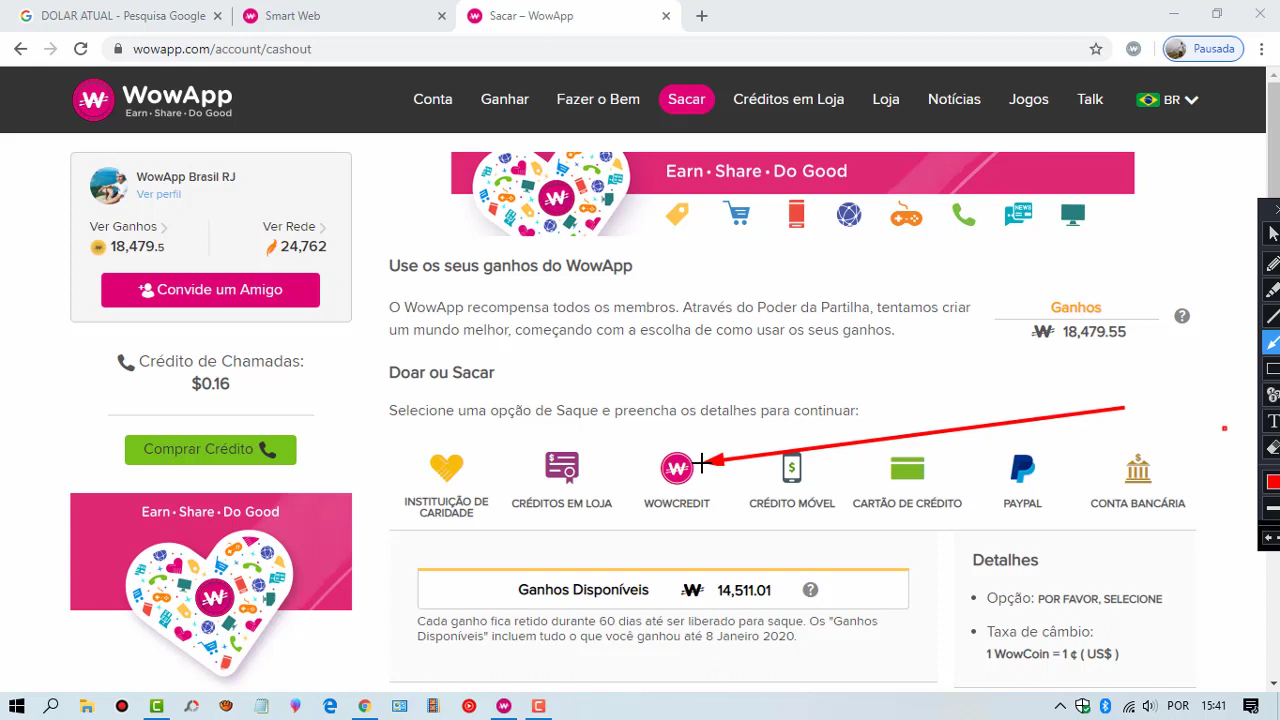 DOLAR ATUAL - Pesquisa Google
Smart Web
Sacar – WowApp
wowapp.com/account/cashout
Pausada
WowApp
Earn • Share • Do Good
Conta
Ganhar
Fazer o Bem
Sacar
Créditos em Loja
Loja
Notícias
Jogos
Talk
BR
WowApp Brasil RJ
Ver perfil
Ver Ganhos
18,479.5
Ver Rede
24,762
Convide um Amigo
Crédito de Chamadas:
$0.16
Comprar Crédito
Earn • Share • Do Good
Earn • Share • Do Good
NEWS
Use os seus ganhos do WowApp
O WowApp recompensa todos os membros. Através do Poder da Partilha, tentamos criar
um mundo melhor, começando com a escolha de como usar os seus ganhos.
Ganhos
18,479.55
Doar ou Sacar
Selecione uma opção de Saque e preencha os detalhes para continuar:
INSTITUIÇÃO DE
CARIDADE
CRÉDITOS EM LOJA
WOWCREDIT
CRÉDITO MÓVEL
CARTÃO DE CRÉDITO
PAYPAL
CONTA BANCÁRIA
Ganhos Disponíveis
14,511.01
Cada ganho fica retido durante 60 dias até ser liberado para saque. Os "Ganhos
Disponíveis" incluem tudo o que você ganhou até 8 Janeiro 2020.
Detalhes
Opção: POR FAVOR, SELECIONE
Taxa de câmbio:
1 WowCoin = 1 ¢ ( US$ )
POR
15:41